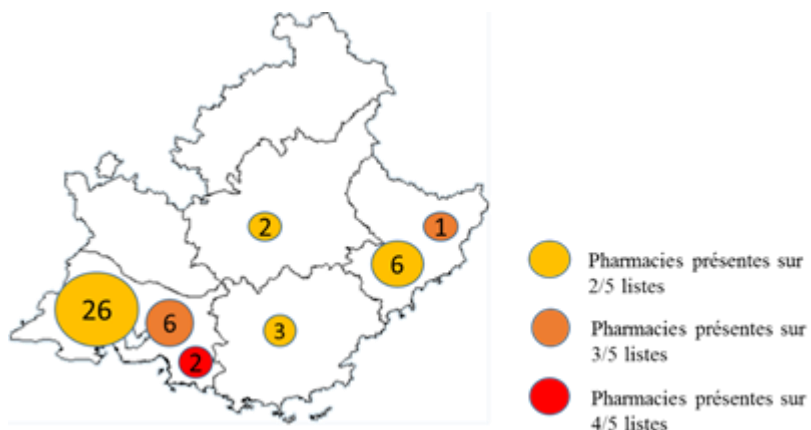 2
1
6
26
6
3
2
Pharmacies présentes sur
2/5 listes
Pharmacies présentes sur
3/5 listes
Pharmacies présentes sur
4/5 listes